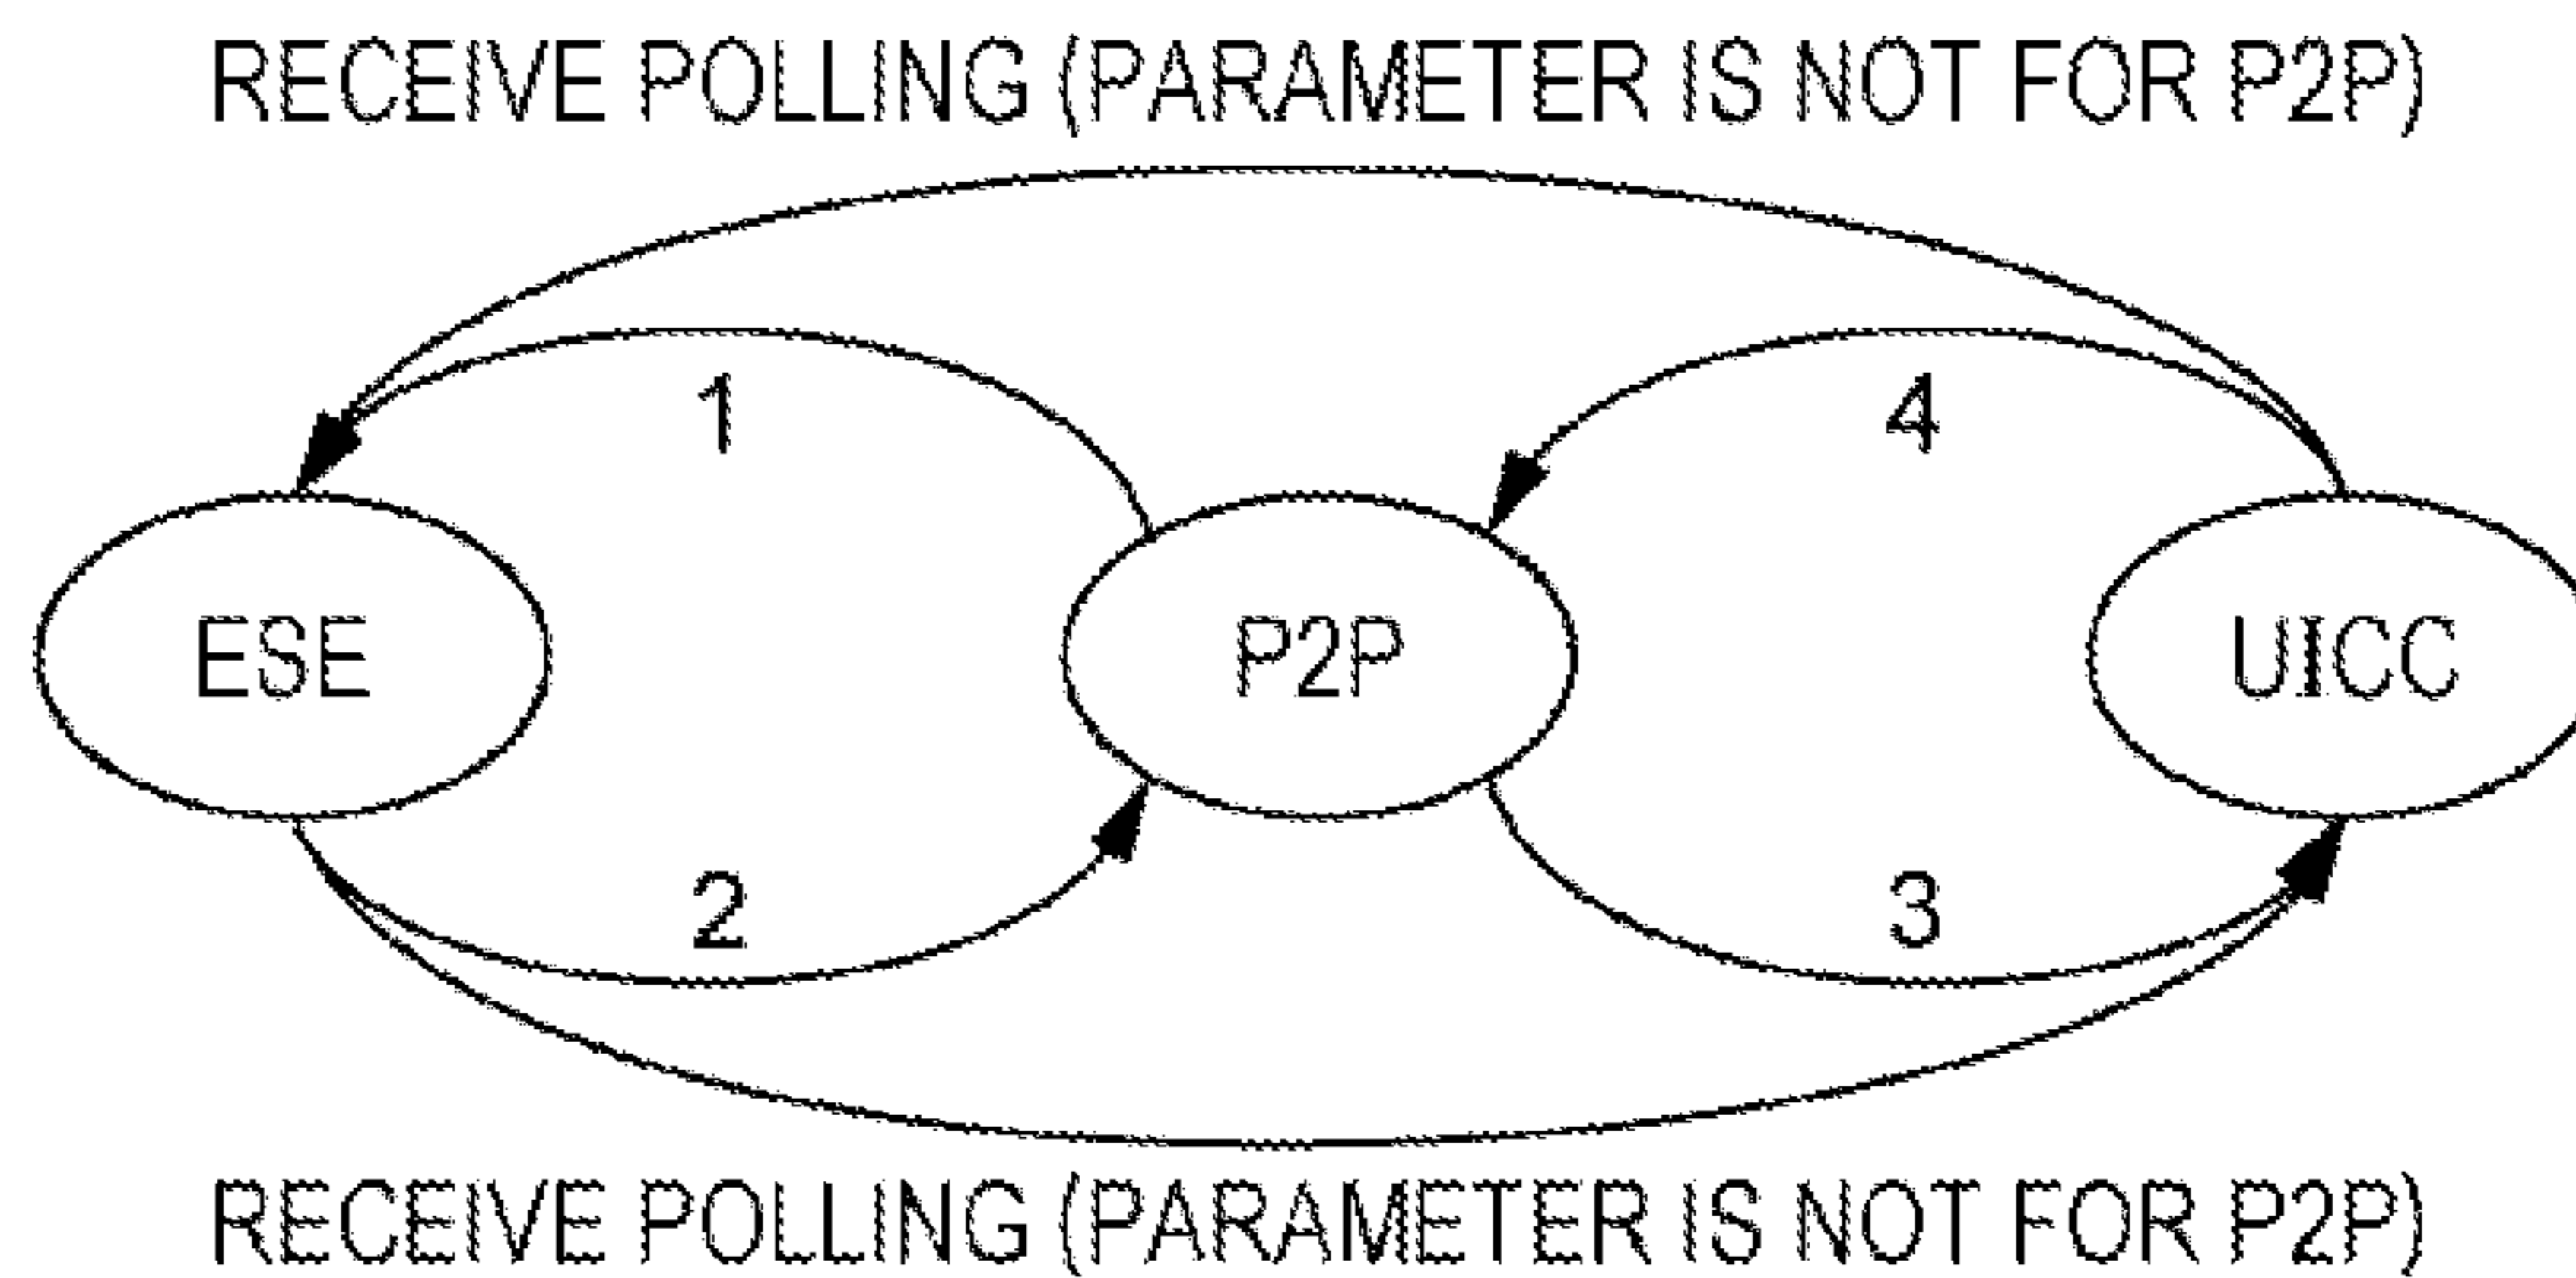 RECEIVE POLLING (PARAMETER IS NOT FOR P2P)
1
4
ESE
P2P
UICC
2
3
RECEIVE POLLING (PARAMETER IS NOT FOR P2P)